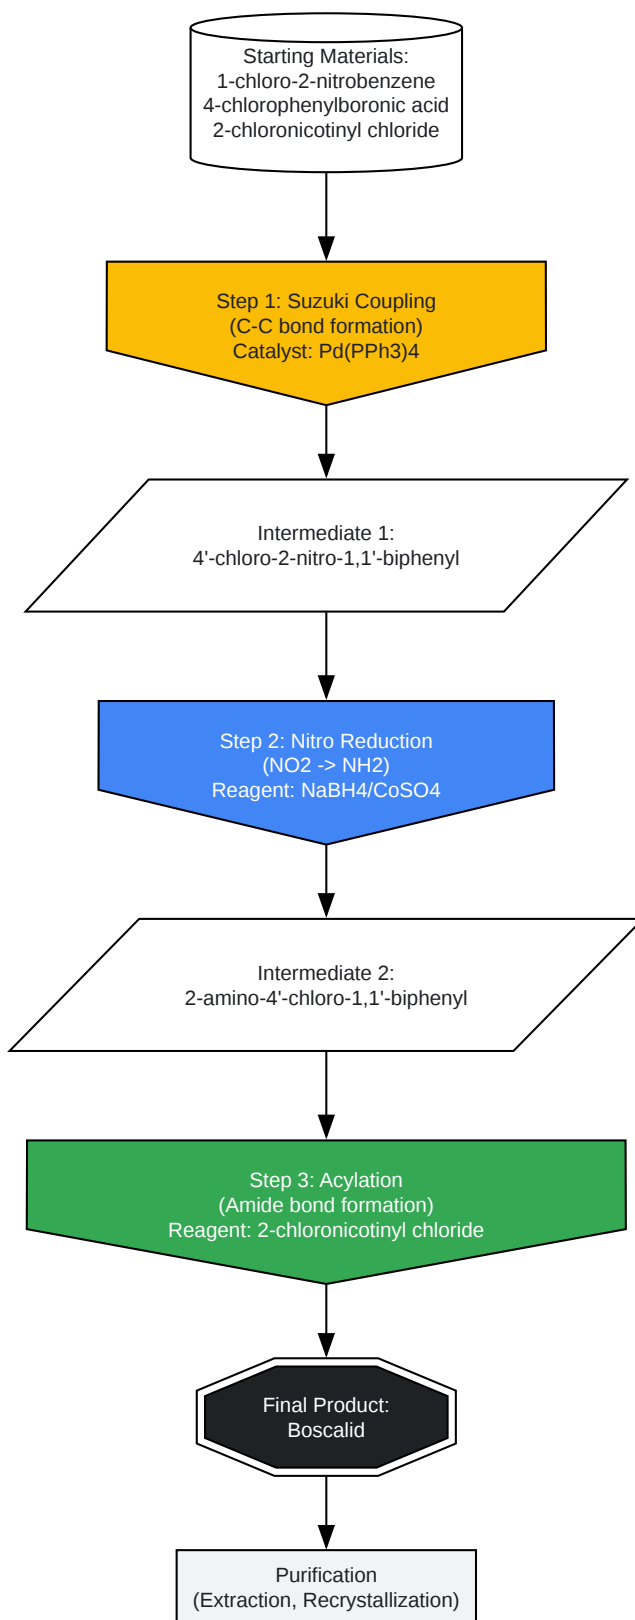 Starting Materials:
1-chloro-2-nitrobenzene
4-chlorophenylboronic acid
2-chloronicotinyl chloride
Step 1: Suzuki Coupling
(C-C bond formation)
Catalyst: Pd(PPh3)4
Intermediate 1:
4'-chloro-2-nitro-1,1'-biphenyl
Step 2: Nitro Reduction
(NO2 -> NH2)
Reagent: NaBH4/CoSO4
Intermediate 2:
2-amino-4'-chloro-1,1'-biphenyl
Step 3: Acylation
(Amide bond formation)
Reagent: 2-chloronicotinyl chloride
Final Product:
Boscalid
Purification
(Extraction, Recrystallization)